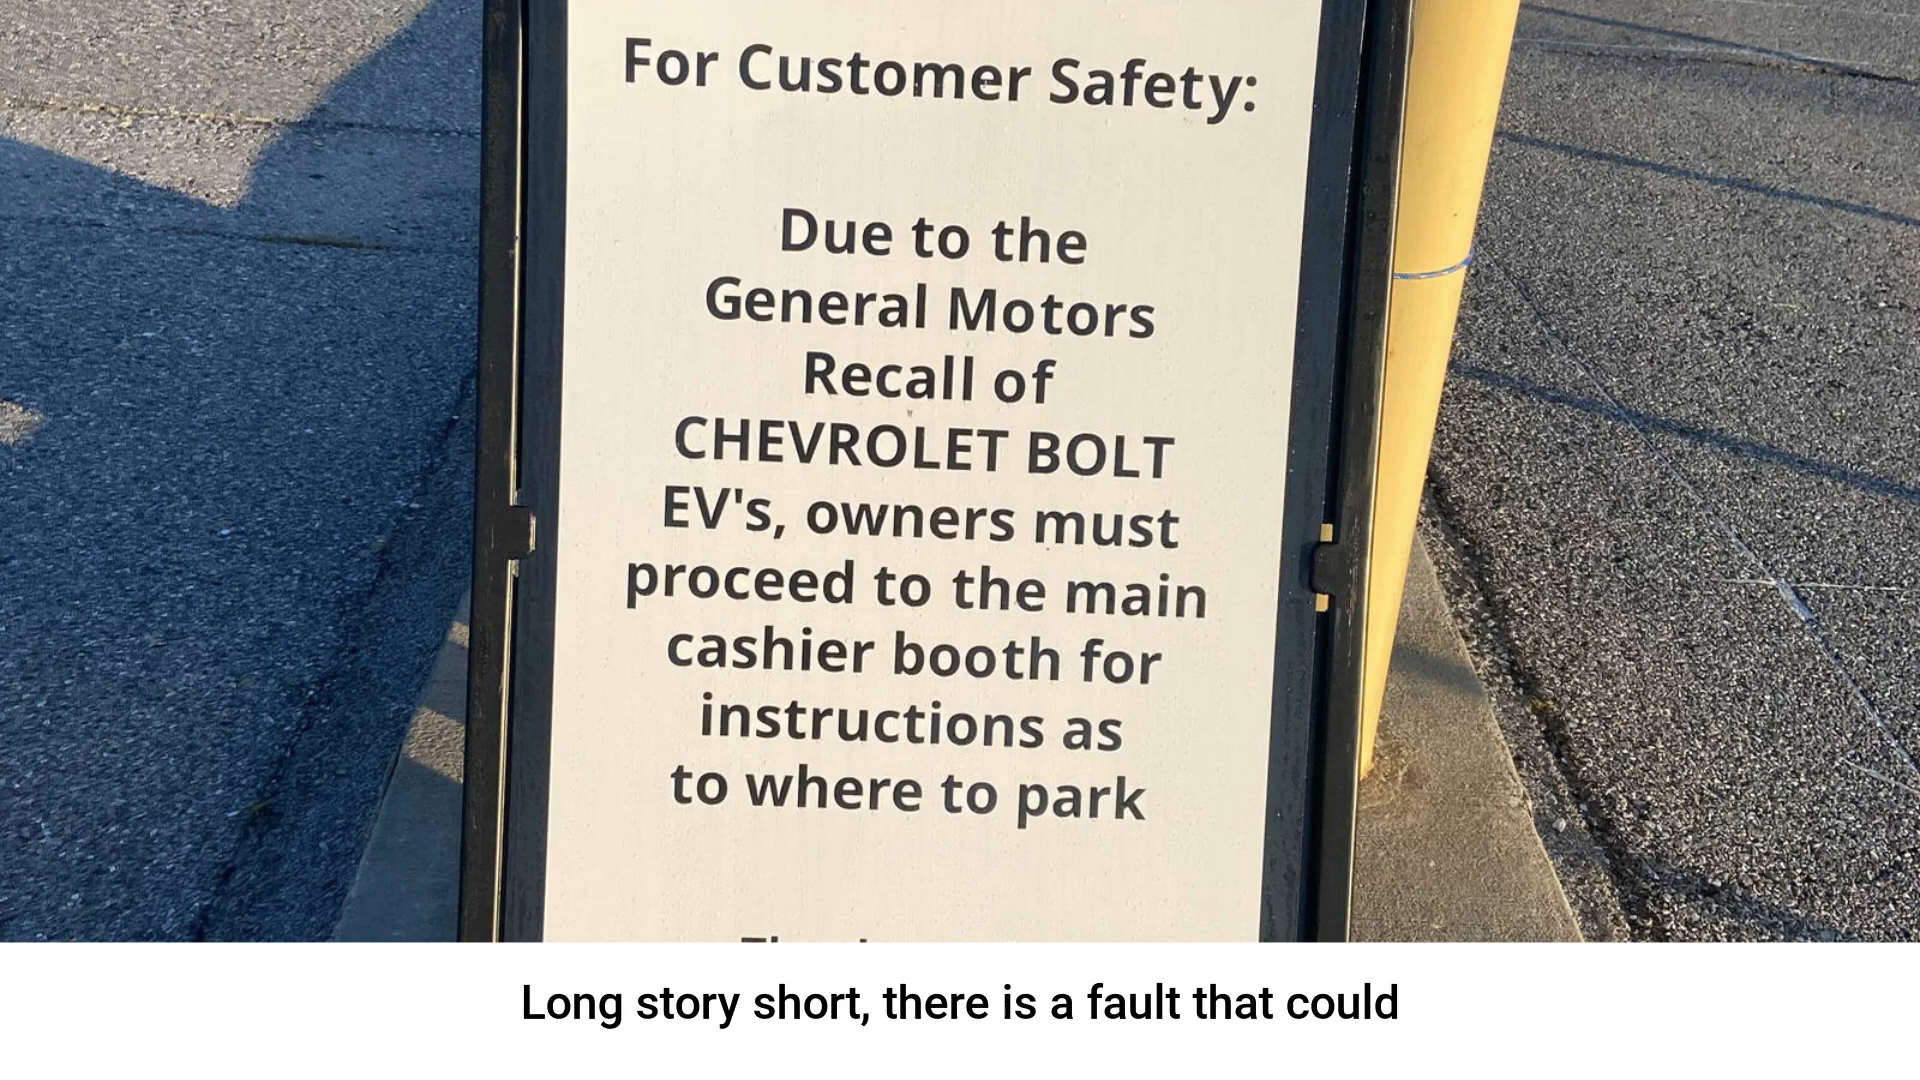 For Customer Safety:
Due to the
General Motors
Recall of
CHEVROLET BOLT
EV's, owners must
proceed to the main
cashier booth for
instructions as
to where to park
Long story short, there is a fault that could